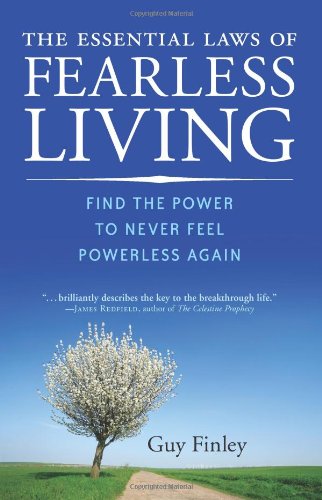 THE ESSENTIAL LAWS OF
FEARLESS
LIVING
FIND THE POWER
TO NEVER FEEL
POWERLESS AGAIN
“. . . brilliantly describes the key to the breakthrough life.”
—JAMES REDFIELD, author of The Celestine Prophecy
Guy Finley